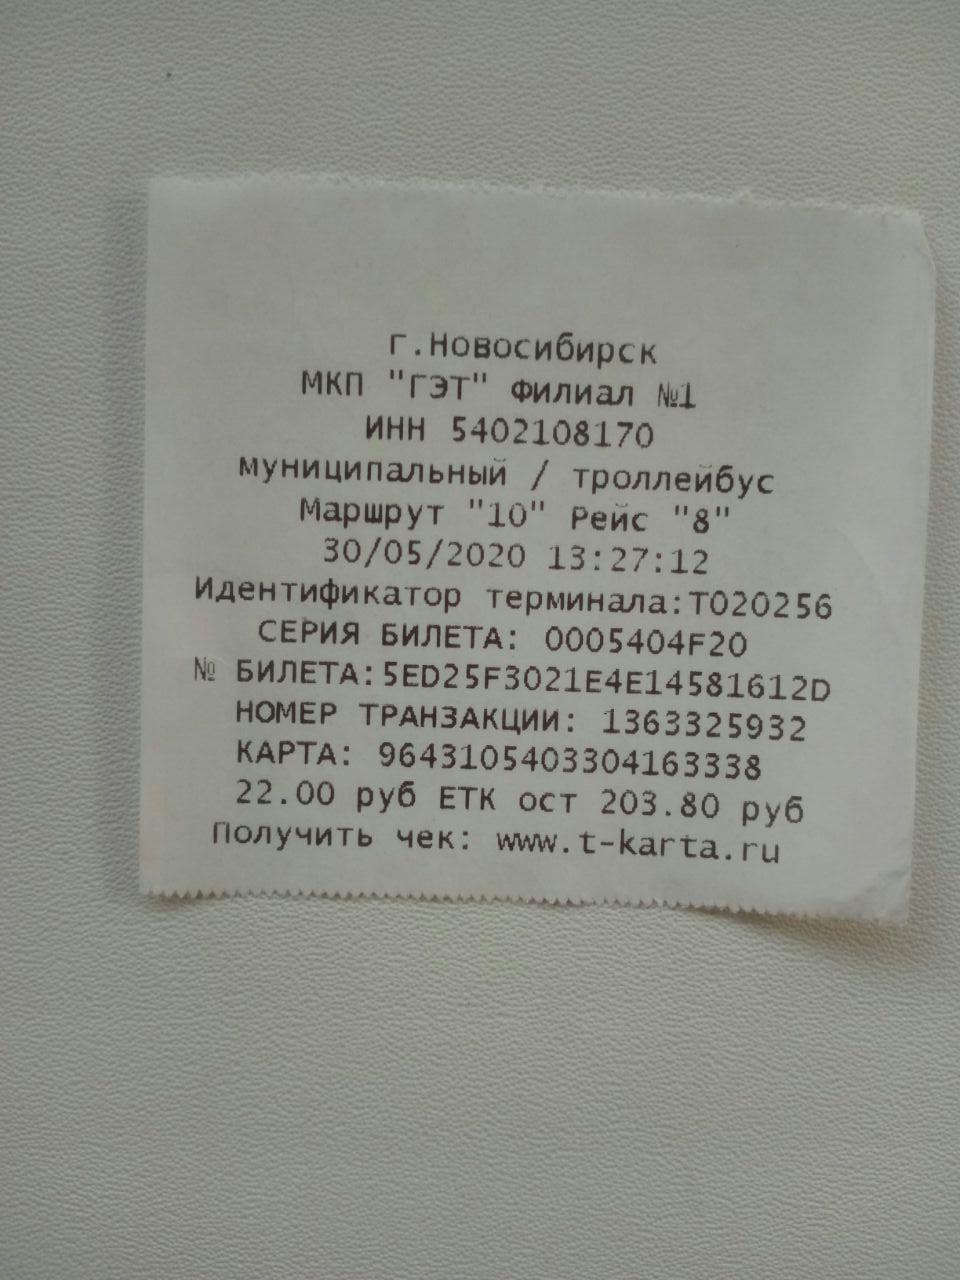 г.Новосибирск
МКП "ГЭТ" Филиал №1
ИНН 5402108170
муниципальный / троллейбус
Маршрут "10" Рейс "8"
30/05/2020 13:27:12
Идентификатор терминала:T020256
СЕРИЯ БИЛЕТА: 0005404F20
№ БИЛЕТА:5ED25F3021E4E14581612D
НОМЕР ТРАНЗАКЦИИ: 1363325932
КАРТА: 9643105403304163338
22.00 руб ЕТК ост 203.80 руб
Получить чек: www.t-karta.ru